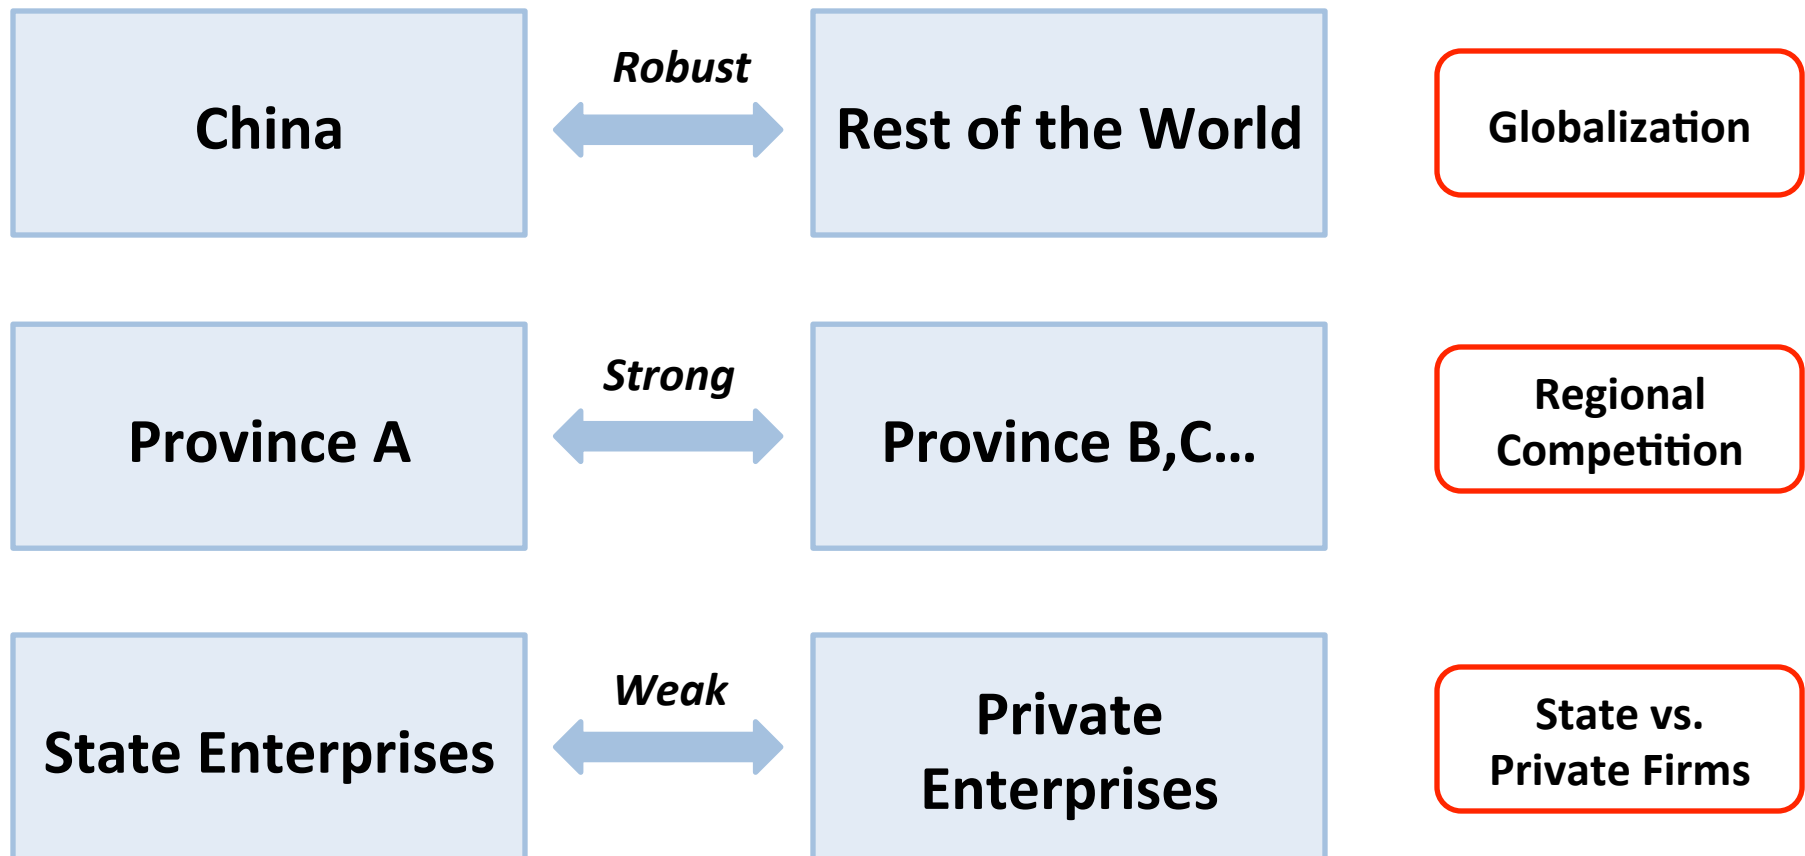 China
Robust
Rest of the World
Globalization
Province A
Strong
Province B,C…
Regional
Competition
State Enterprises
Weak
Private
Enterprises
State vs.
Private Firms